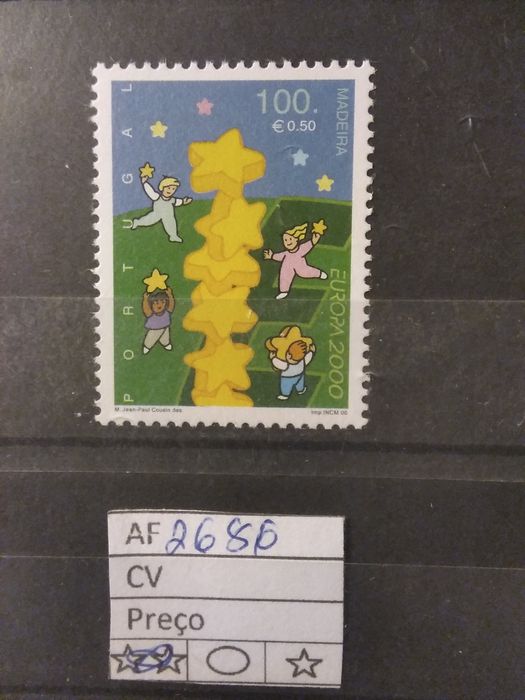 PORTUGAL
100.
€ 0.50
MADEIRA
EUROPA 2000
M. Jean-Paul Cousin des
Imp. INCM 00
AF 2686
CV
Preço